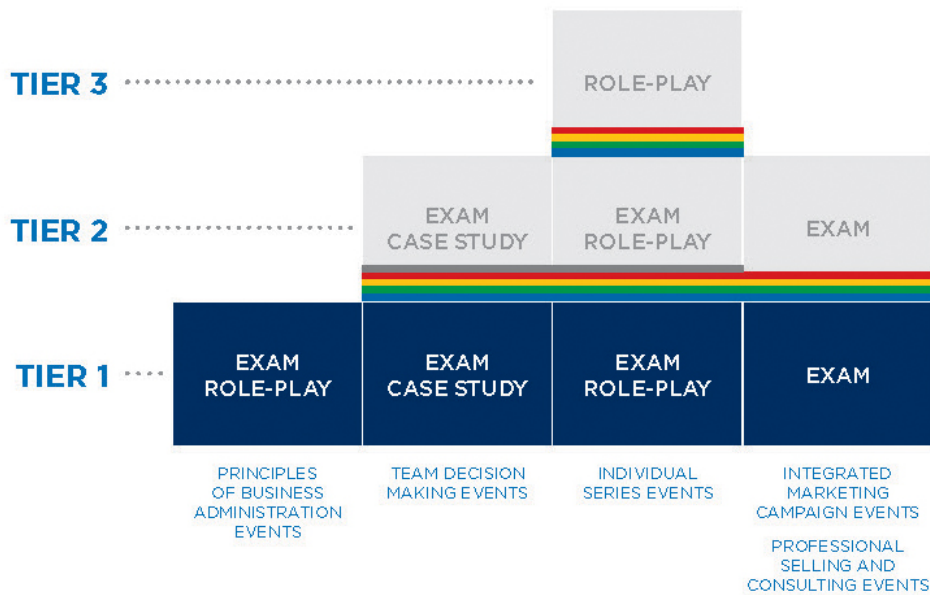 TIER 3
ROLE-PLAY
TIER 2
EXAM
CASE STUDY
EXAM
ROLE-PLAY
EXAM
TIER 1
EXAM
ROLE-PLAY
EXAM
CASE STUDY
EXAM
ROLE-PLAY
EXAM
PRINCIPLES
OF BUSINESS
ADMINISTRATION
EVENTS
TEAM DECISION
MAKING EVENTS
INDIVIDUAL
SERIES EVENTS
INTEGRATED
MARKETING
CAMPAIGN EVENTS
PROFESSIONAL
SELLING AND
CONSULTING EVENTS